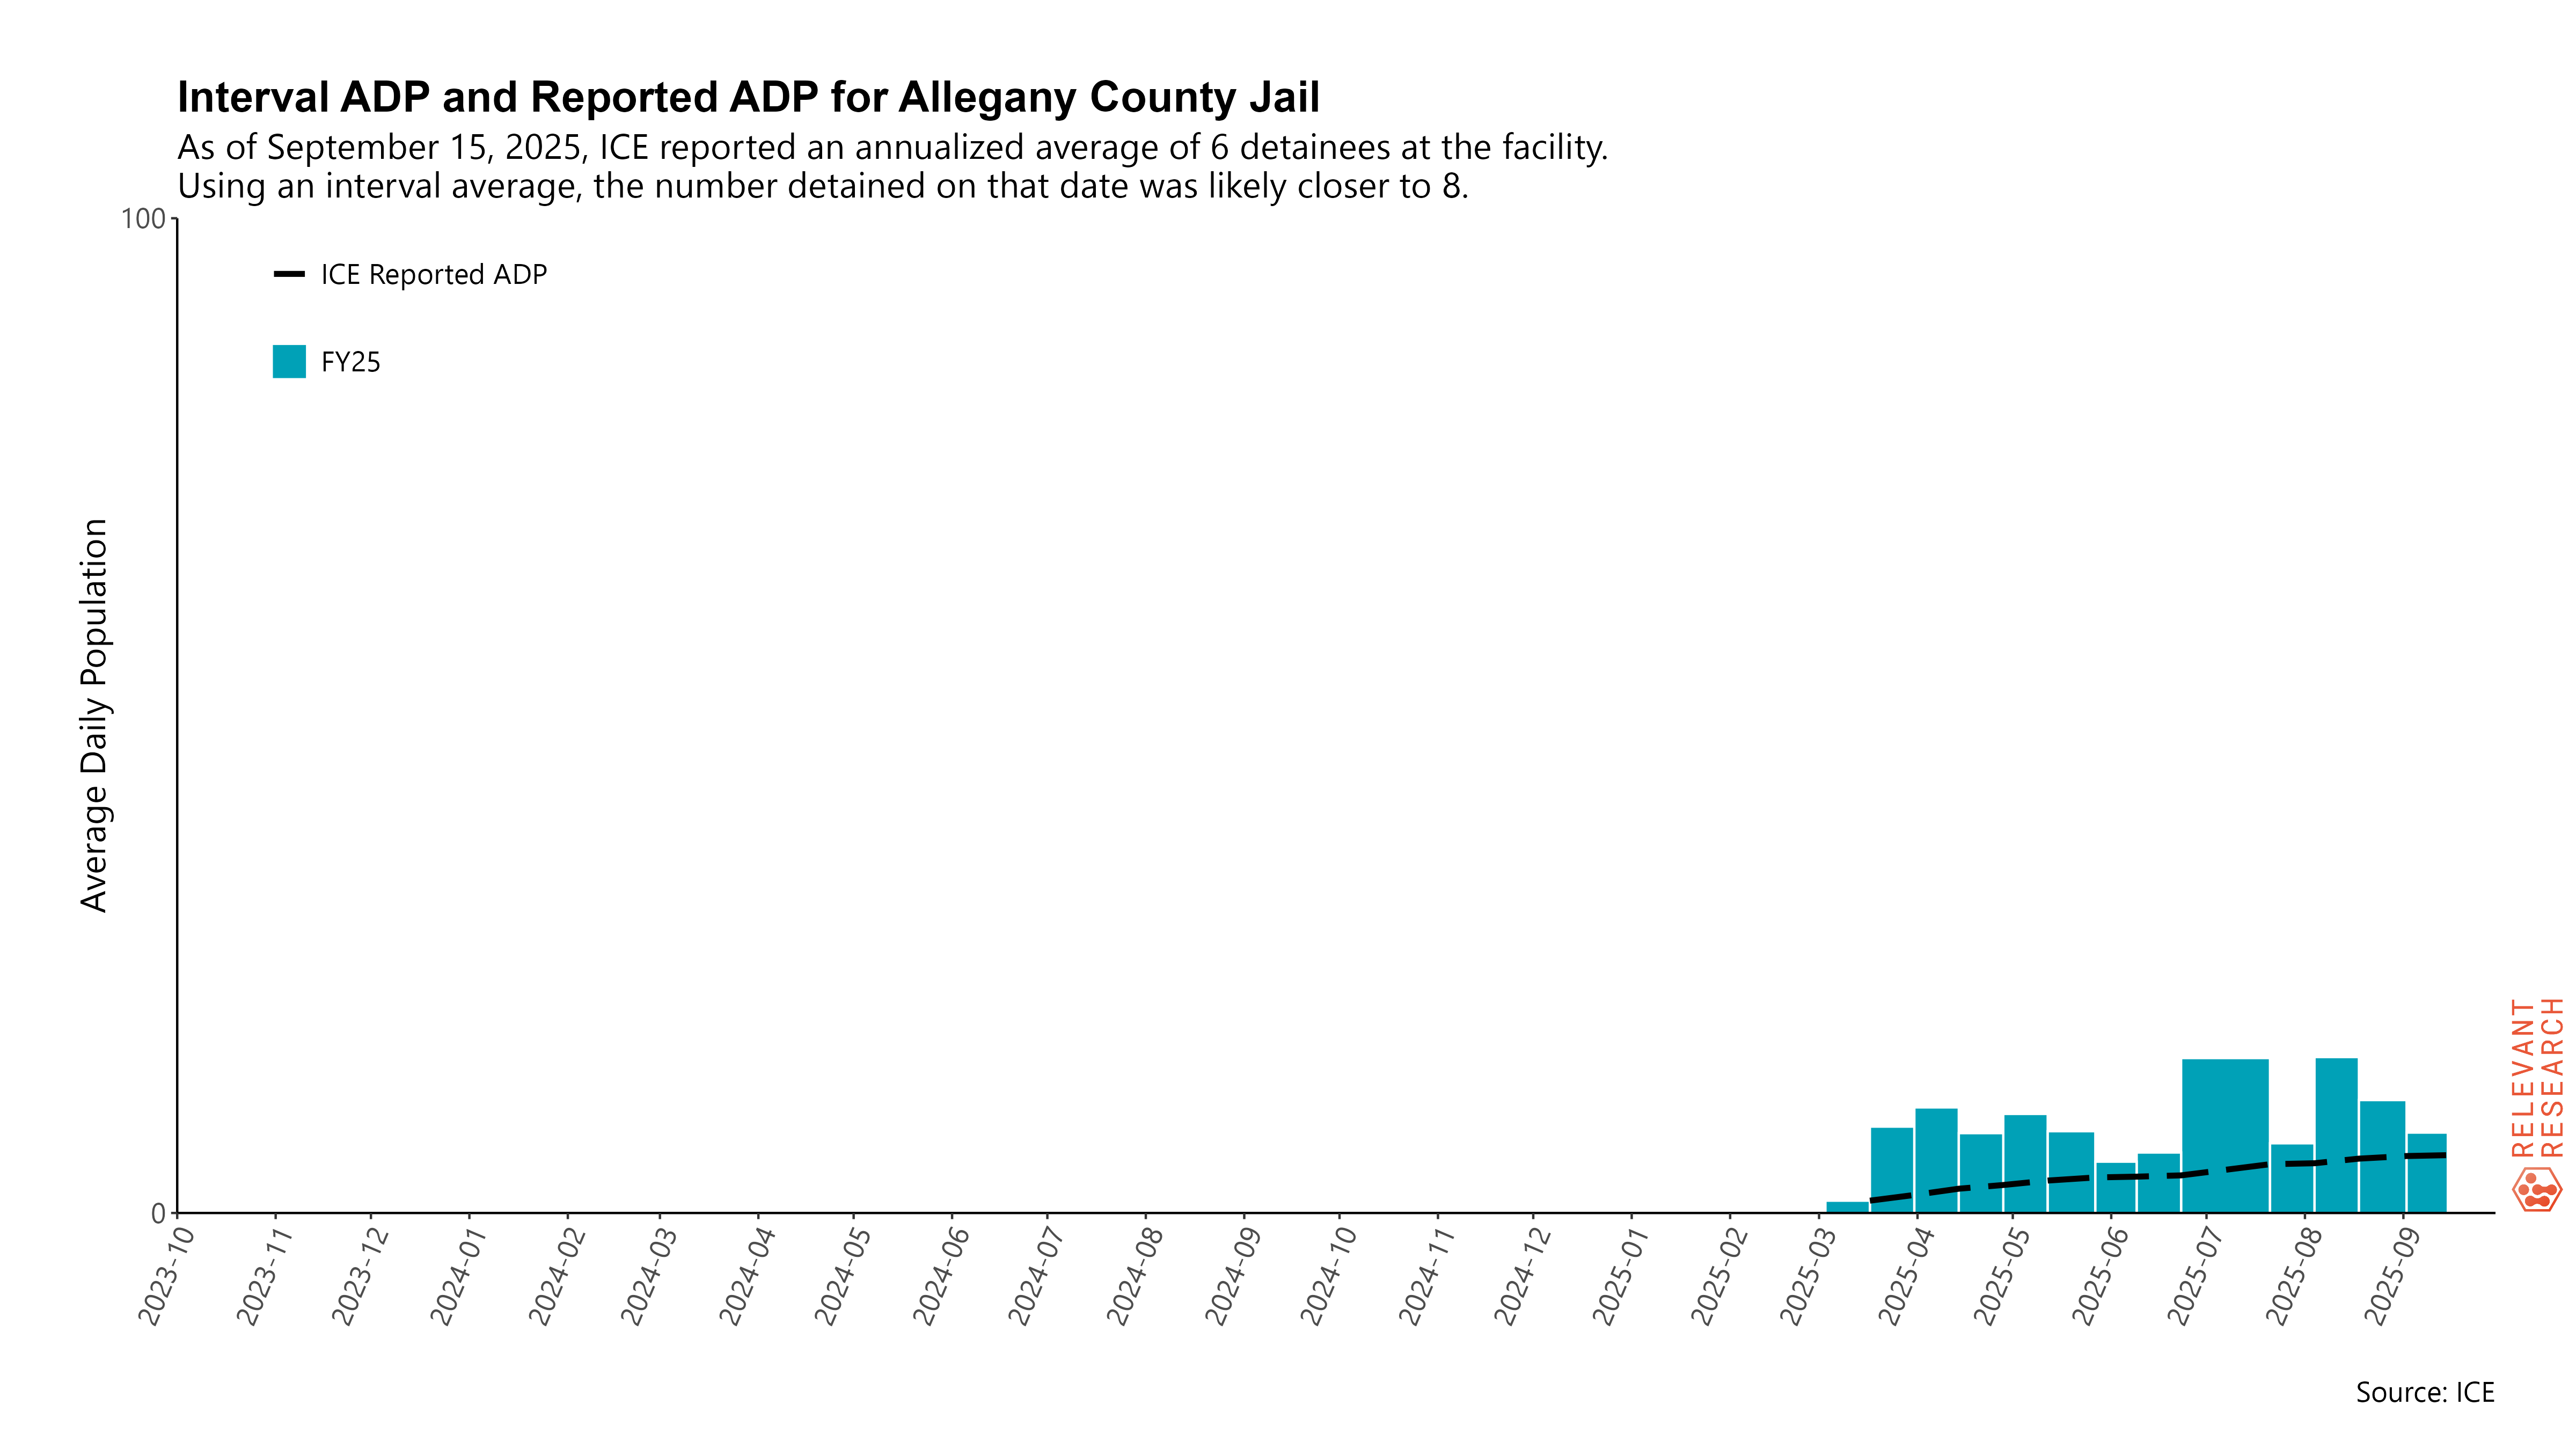 Interval ADP and Reported ADP for Allegany County Jail
As of September 15, 2025, ICE reported an annualized average of 6 detainees at the facility.
Using an interval average, the number detained on that date was likely closer to 8.
100
ICE Reported ADP
FY25
Average Daily Population
0
2023-10
2023-11
2023-12
2024-01
2024-02
2024-03
2024-04
2024-05
2024-06
2024-07
2024-08
2024-09
2024-10
2024-11
2024-12
2025-01
2025-02
2025-03
2025-04
2025-05
2025-06
2025-07
2025-08
2025-09
RELEVANT
RESEARCH
Source: ICE